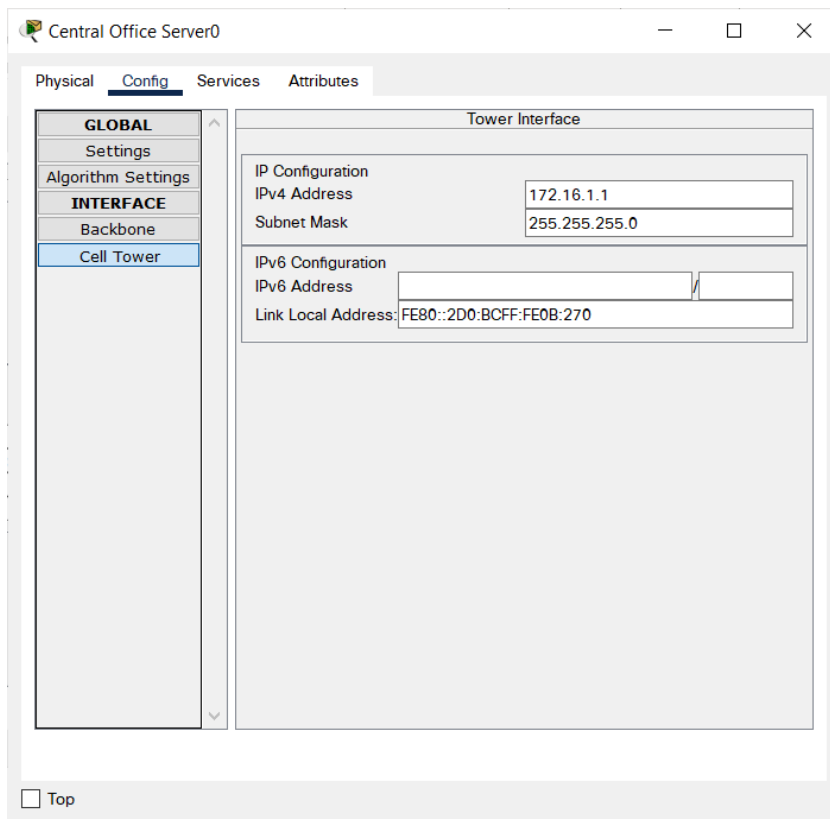 Central Office Server0
Physical Config Services Attributes
GLOBAL
Settings
Algorithm Settings
INTERFACE
Backbone
Cell Tower
Tower Interface
IP Configuration
IPv4 Address 172.16.1.1
Subnet Mask 255.255.255.0
IPv6 Configuration
IPv6 Address /
Link Local Address: FE80::2D0:BCFF:FE0B:270
Top